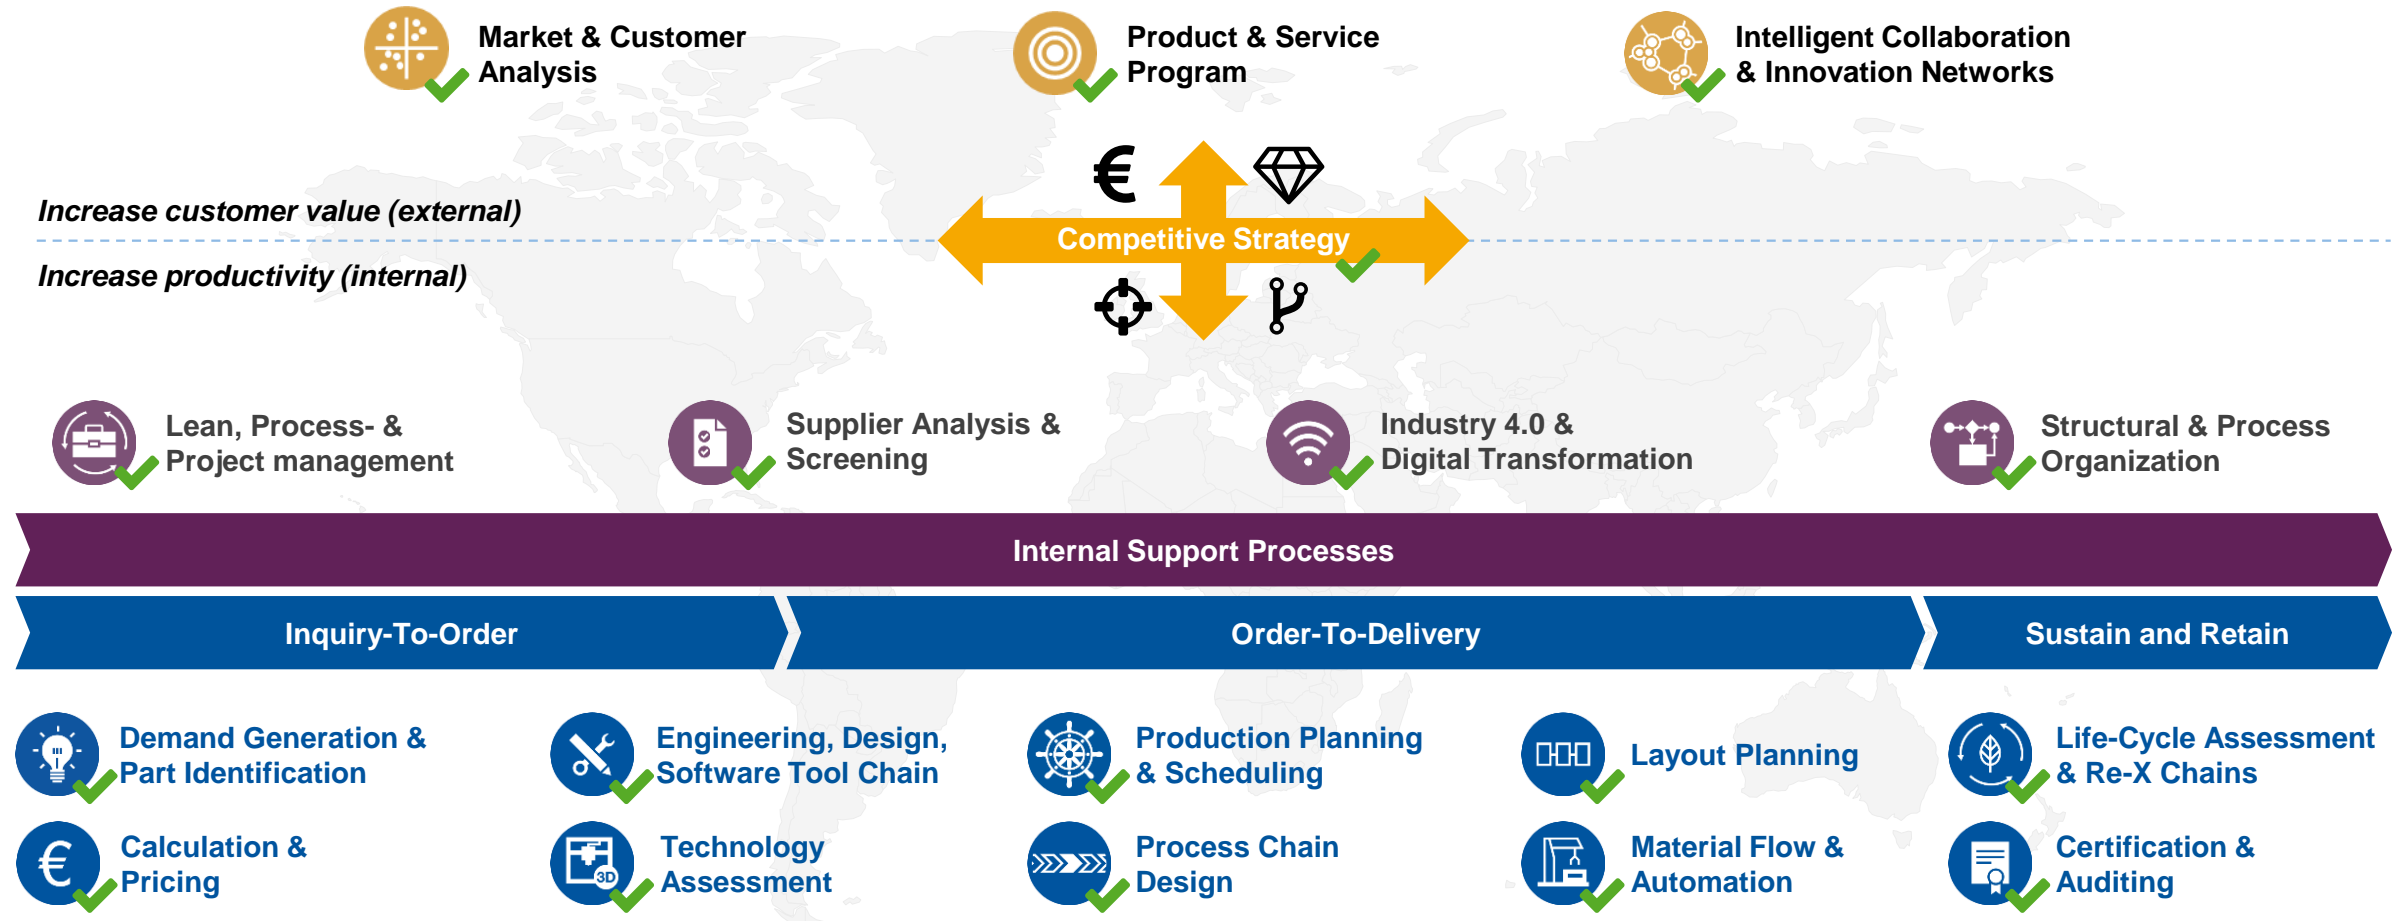 Market & Customer
Analysis
Product & Service
Program
Intelligent Collaboration
& Innovation Networks
€
Increase customer value (external)
Competitive Strategy
Increase productivity (internal)
Lean, Process- &
Project management
Supplier Analysis &
Screening
Industry 4.0 &
Digital Transformation
Structural & Process
Organization
Internal Support Processes
Inquiry-To-Order
Order-To-Delivery
Sustain and Retain
Demand Generation &
Part Identification
Engineering, Design,
Software Tool Chain
Production Planning
& Scheduling
Layout Planning
Life-Cycle Assessment
& Re-X Chains
€
Calculation &
Pricing
3D
Technology
Assessment
Process Chain
Design
Material Flow &
Automation
Certification &
Auditing